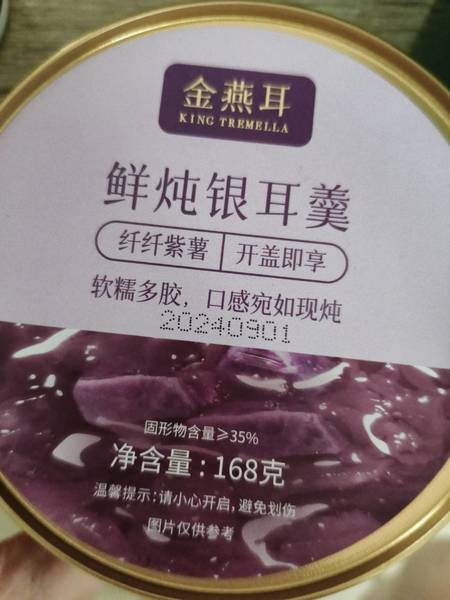 金燕耳
KING TREMELLA
鲜炖银耳羹
纤纤紫薯 开盖即享
软糯多胶，口感宛如现炖
20240901
固形物含量≥35%
净含量：168克
温馨提示：请小心开启，避免划伤
图片仅供参考